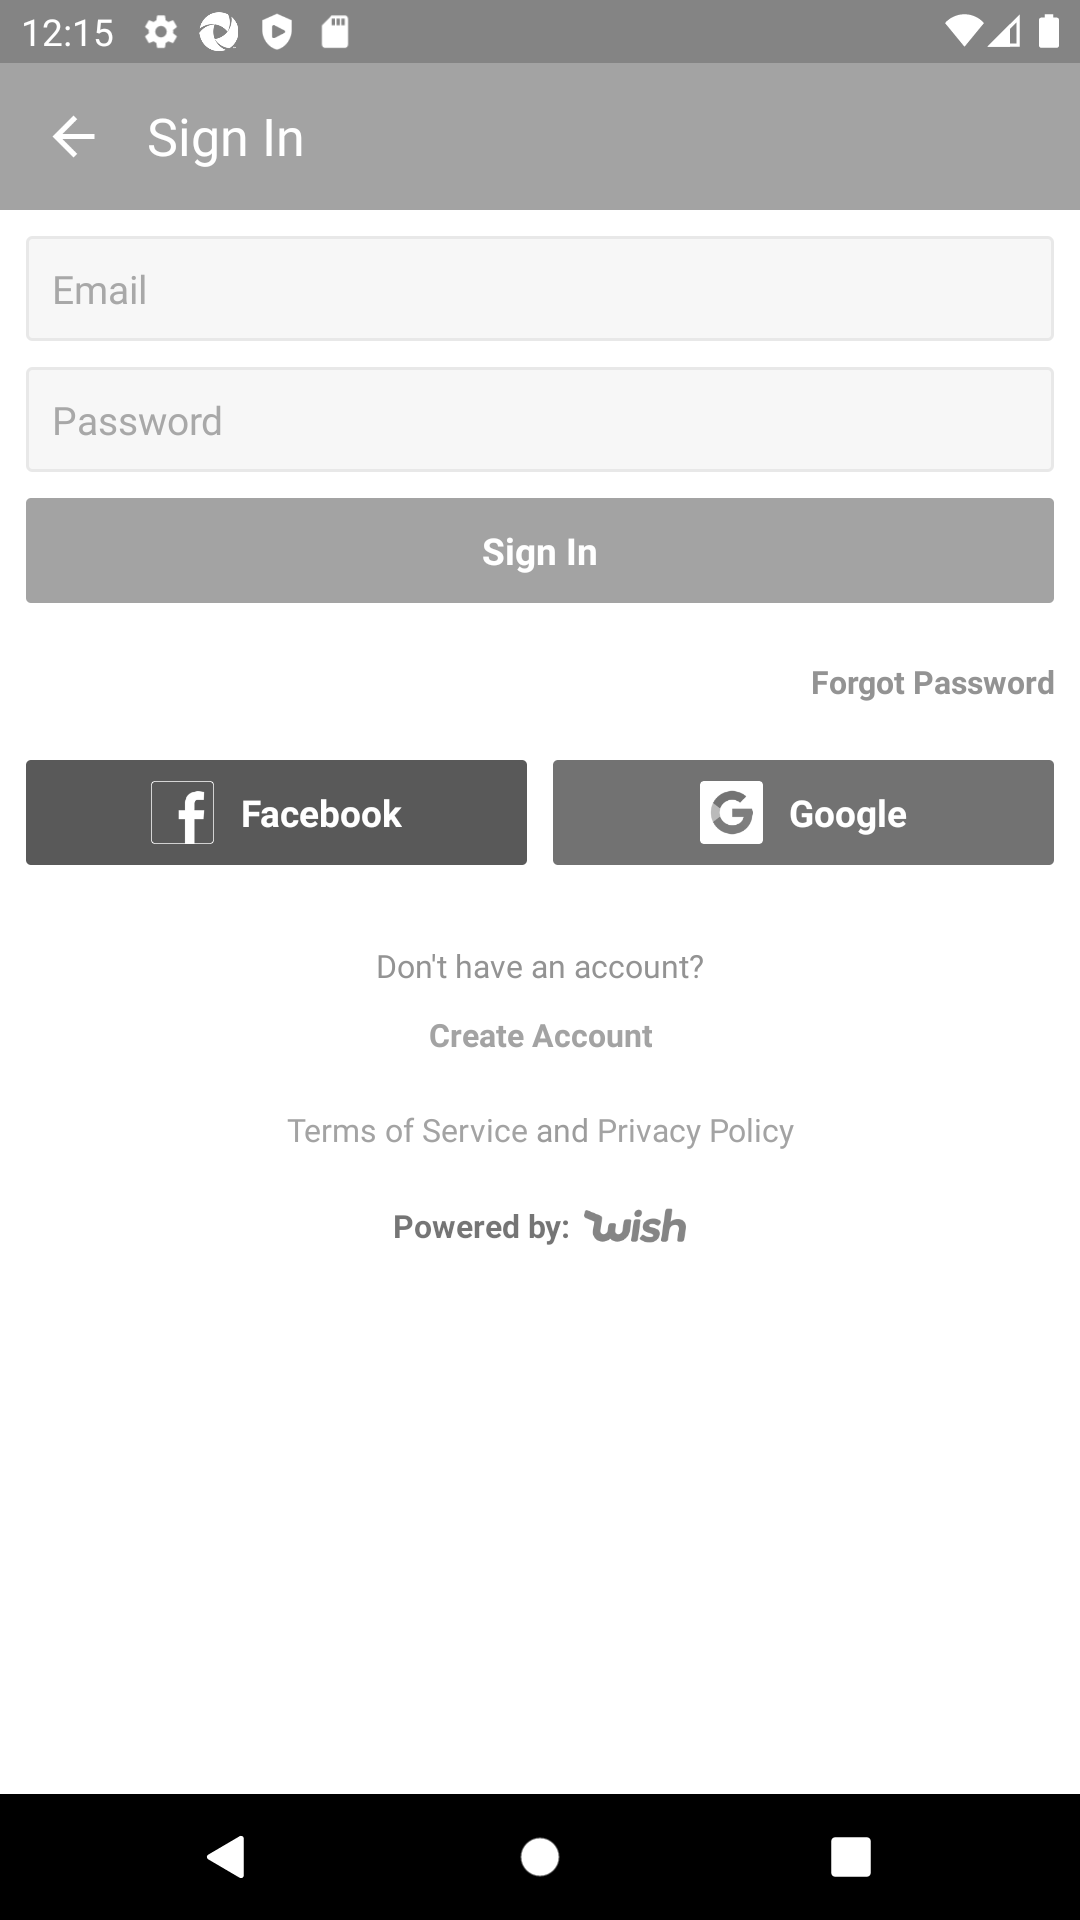 12:15
Sign In
Email
Password
Sign In
Forgot Password
Facebook
Google
Don't have an account?
Create Account
Terms of Service and Privacy Policy
Powered by: wish